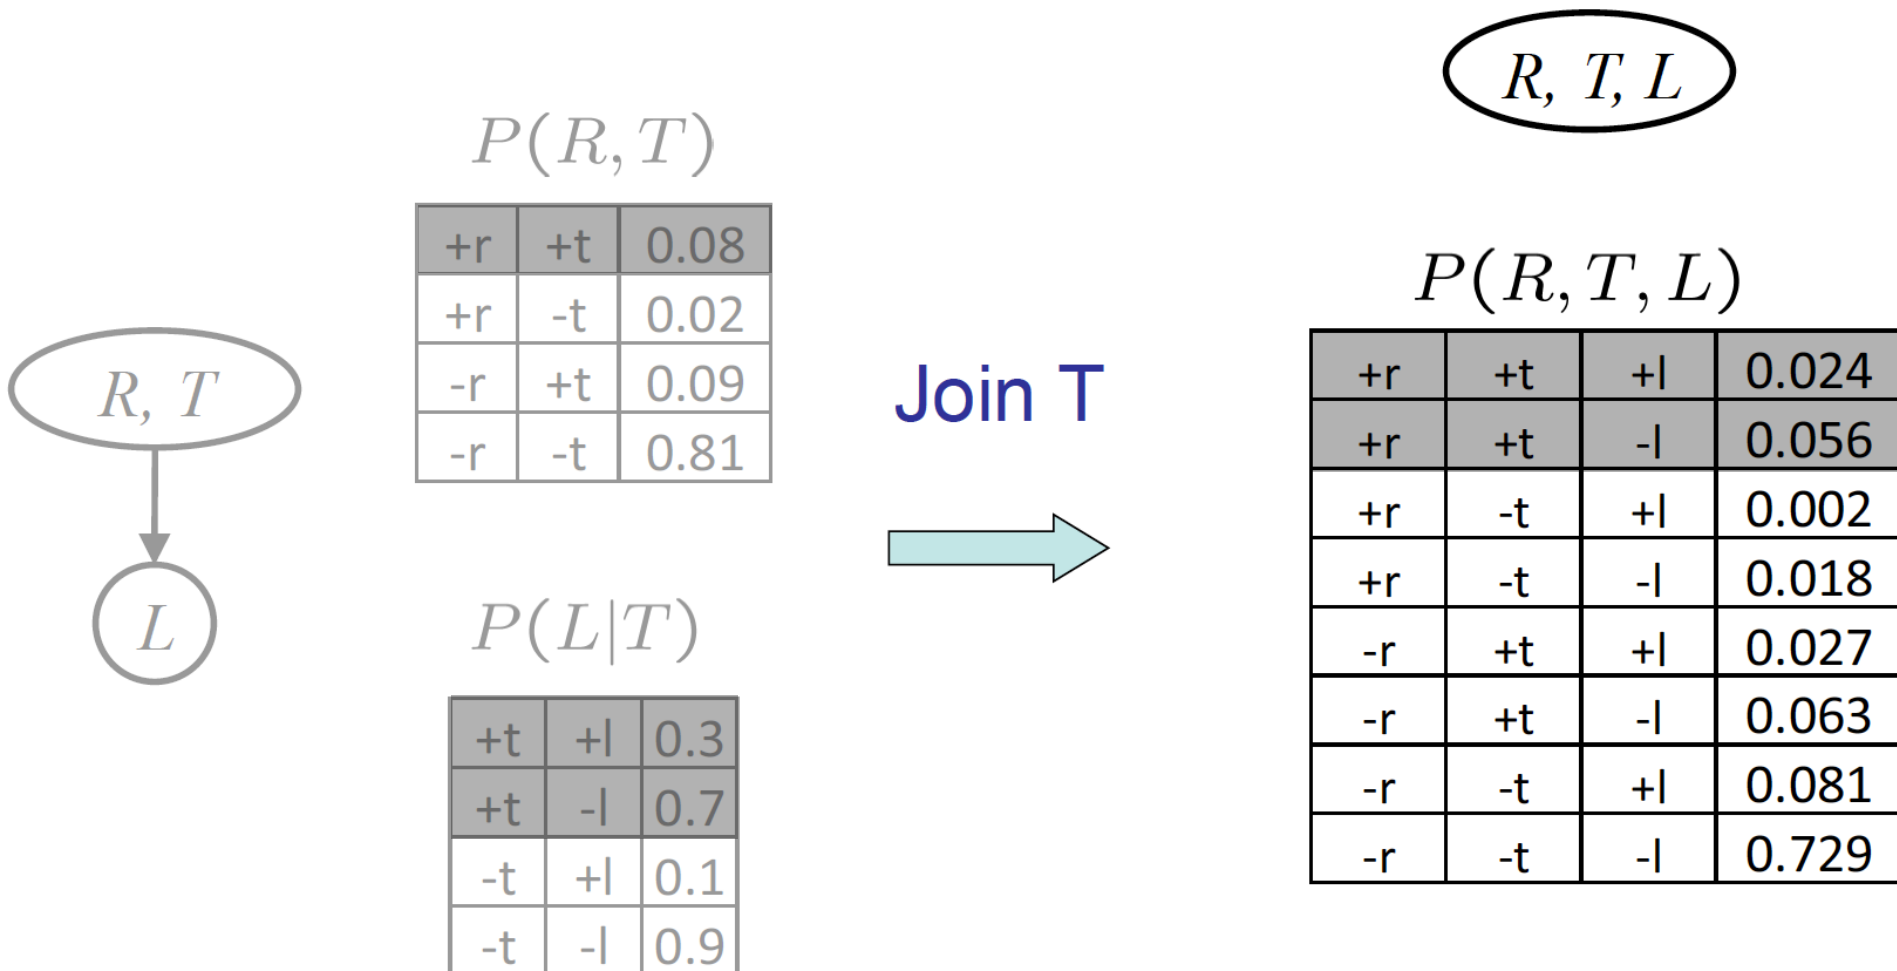 R, T
L
P(R, T)
+r +t 0.08
+r -t 0.02
-r +t 0.09
-r -t 0.81
P(L|T)
+t +l 0.3
+t -l 0.7
-t +l 0.1
-t -l 0.9
Join T
R, T, L
P(R, T, L)
+r +t +l 0.024
+r +t -l 0.056
+r -t +l 0.002
+r -t -l 0.018
-r +t +l 0.027
-r +t -l 0.063
-r -t +l 0.081
-r -t -l 0.729